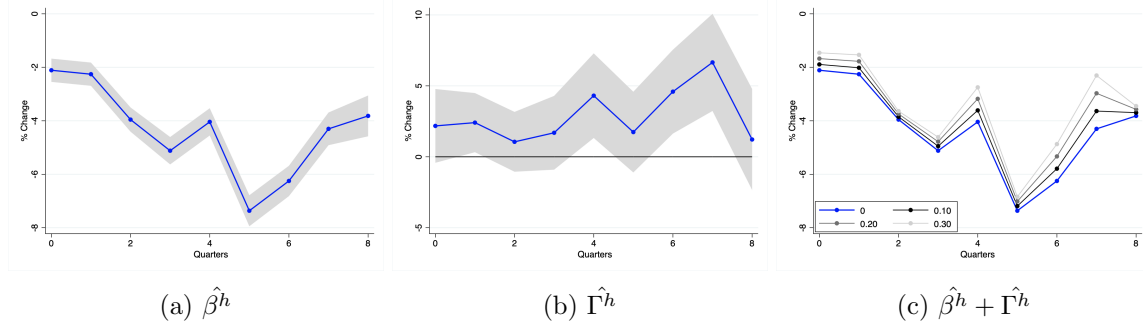 0
-2
-4
-6
-8
% Change
0 2 4 6 8
Quarters
10
5
0
-5
% Change
0 2 4 6 8
Quarters
0
-2
-4
-6
-8
% Change
0 0.10
0.20 0.30
0 2 4 6 8
Quarters
(a) β̂^h
(b) Γ̂^h
(c) β̂^h + Γ̂^h